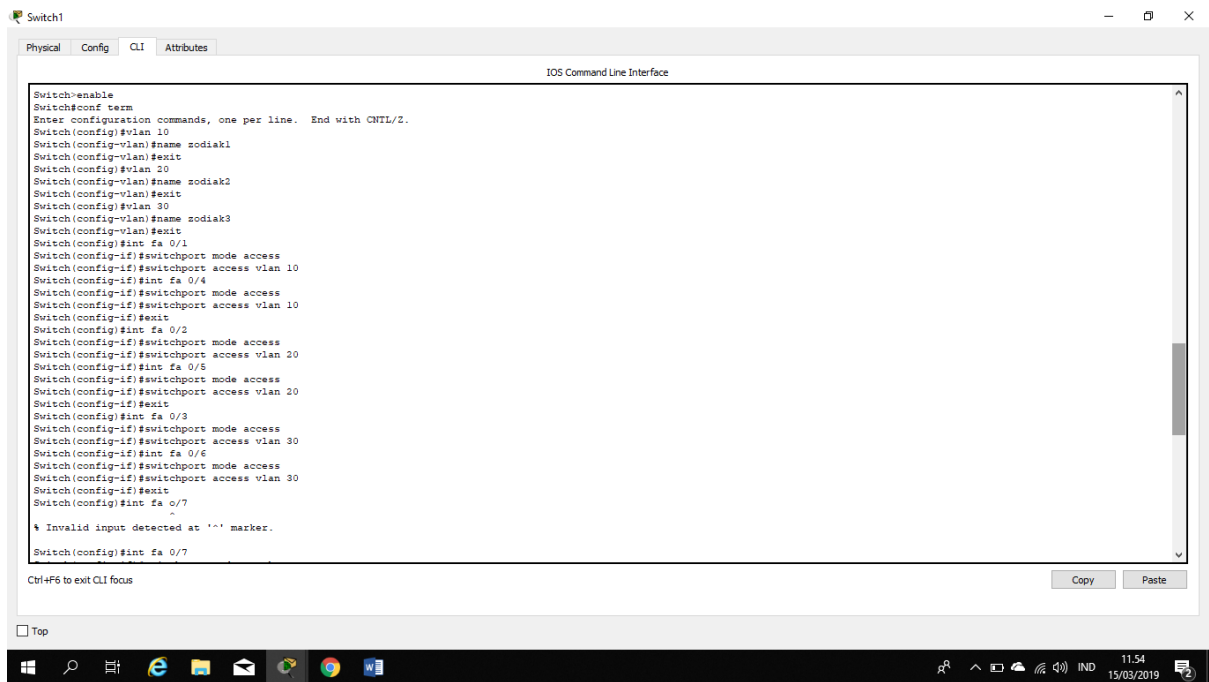 Switch1
Physical Config CLI Attributes
IOS Command Line Interface
Switch>enable
Switch#conf term
Enter configuration commands, one per line.  End with CNTL/Z.
Switch(config)#vlan 10
Switch(config-vlan)#name zodiak1
Switch(config-vlan)#exit
Switch(config)#vlan 20
Switch(config-vlan)#name zodiak2
Switch(config-vlan)#exit
Switch(config)#vlan 30
Switch(config-vlan)#name zodiak3
Switch(config-vlan)#exit
Switch(config)#int fa 0/1
Switch(config-if)#switchport mode access
Switch(config-if)#switchport access vlan 10
Switch(config-if)#int fa 0/4
Switch(config-if)#switchport mode access
Switch(config-if)#switchport access vlan 10
Switch(config-if)#exit
Switch(config)#int fa 0/2
Switch(config-if)#switchport mode access
Switch(config-if)#switchport access vlan 20
Switch(config-if)#int fa 0/5
Switch(config-if)#switchport mode access
Switch(config-if)#switchport access vlan 20
Switch(config-if)#exit
Switch(config)#int fa 0/3
Switch(config-if)#switchport mode access
Switch(config-if)#switchport access vlan 30
Switch(config-if)#int fa 0/6
Switch(config-if)#switchport mode access
Switch(config-if)#switchport access vlan 30
Switch(config-if)#exit
Switch(config)#int fa o/7
^
% Invalid input detected at '^' marker.
Switch(config)#int fa 0/7
Ctrl+F6 to exit CLI focus
Copy Paste
Top
IND
11.54
15/03/2019
2